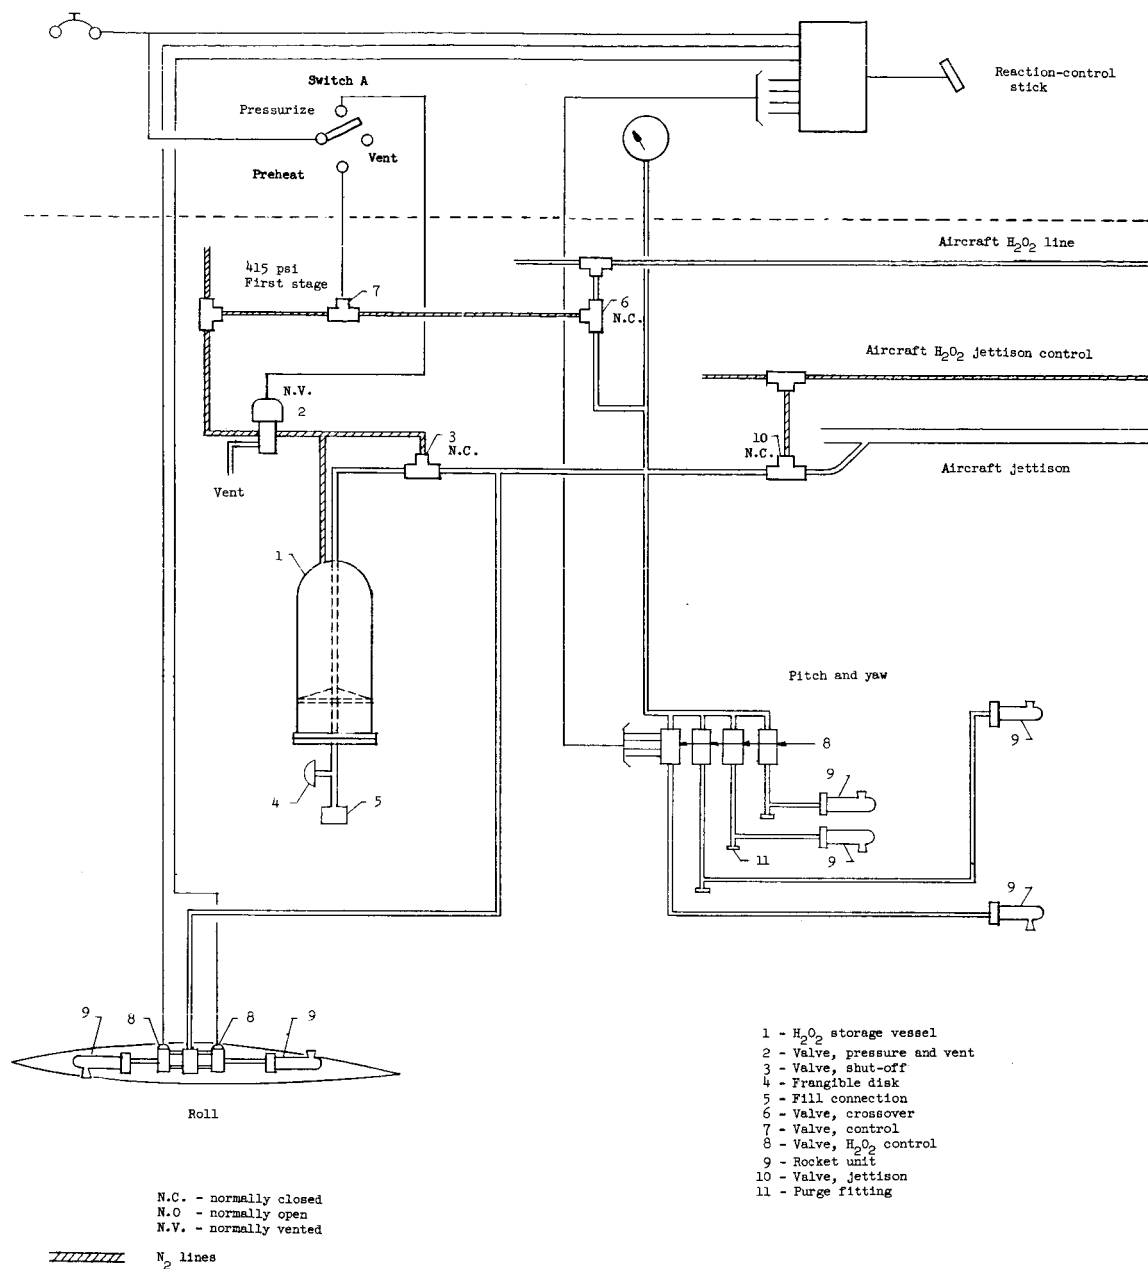 Switch A
Pressurize
Vent
Preheat
Reaction-control
stick
Aircraft H₂O₂ line
415 psi
First stage
7
6
N.C.
Aircraft H₂O₂ jettison control
N.V.
2
3
N.C.
10
N.C.
Vent
Aircraft jettison
1
Pitch and yaw
8
9
4
5
9
11
9
9
9
8
8
9
Roll
1 - H₂O₂ storage vessel
2 - Valve, pressure and vent
3 - Valve, shut-off
4 - Frangible disk
5 - Fill connection
6 - Valve, crossover
7 - Valve, control
8 - Valve, H₂O₂ control
9 - Rocket unit
10 - Valve, jettison
11 - Purge fitting
N.C. - normally closed
N.O - normally open
N.V. - normally vented
N₂ lines